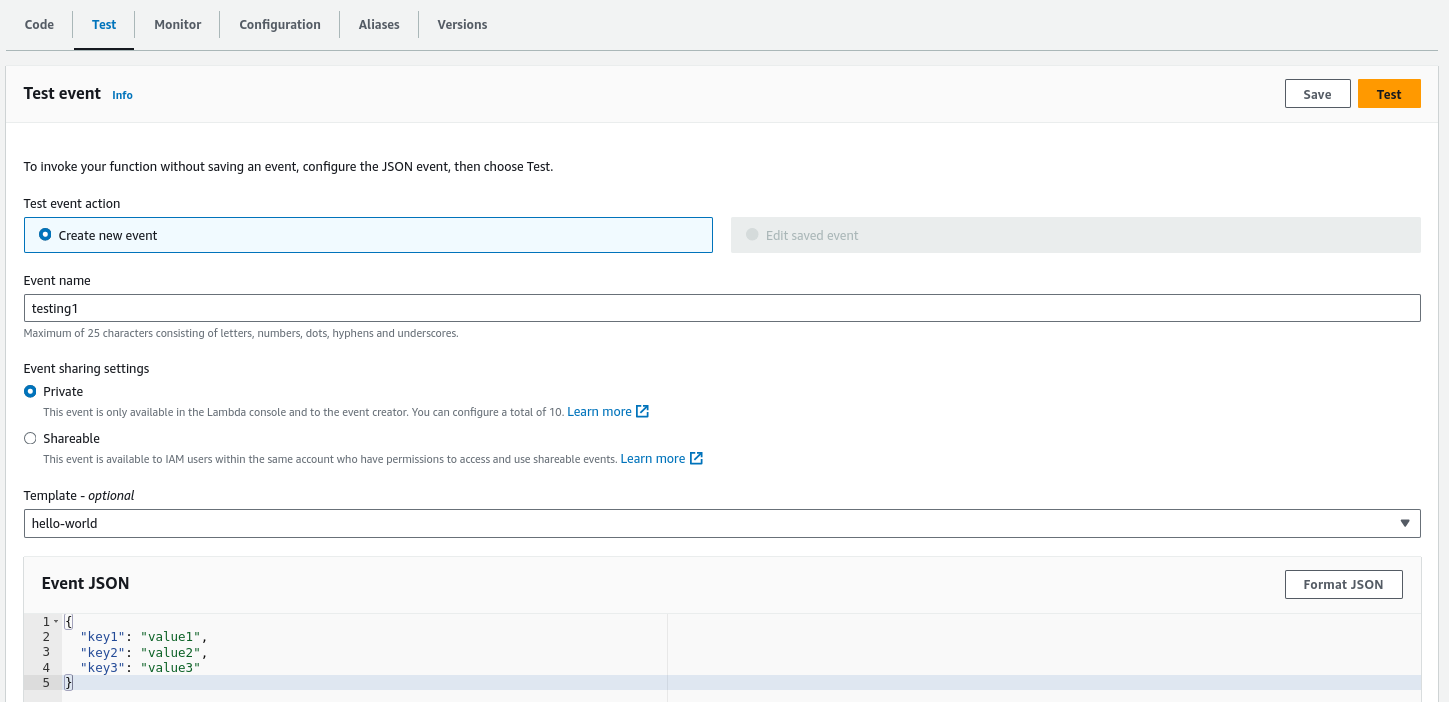 Code Test Monitor Configuration Aliases Versions
Test event Info Save Test
To invoke your function without saving an event, configure the JSON event, then choose Test.
Test event action
Create new event Edit saved event
Event name
testing1
Maximum of 25 characters consisting of letters, numbers, dots, hyphens and underscores.
Event sharing settings
Private
This event is only available in the Lambda console and to the event creator. You can configure a total of 10. Learn more
Shareable
This event is available to IAM users within the same account who have permissions to access and use shareable events. Learn more
Template - optional
hello-world
Event JSON Format JSON
1 {
2 "key1": "value1",
3 "key2": "value2",
4 "key3": "value3"
5 }